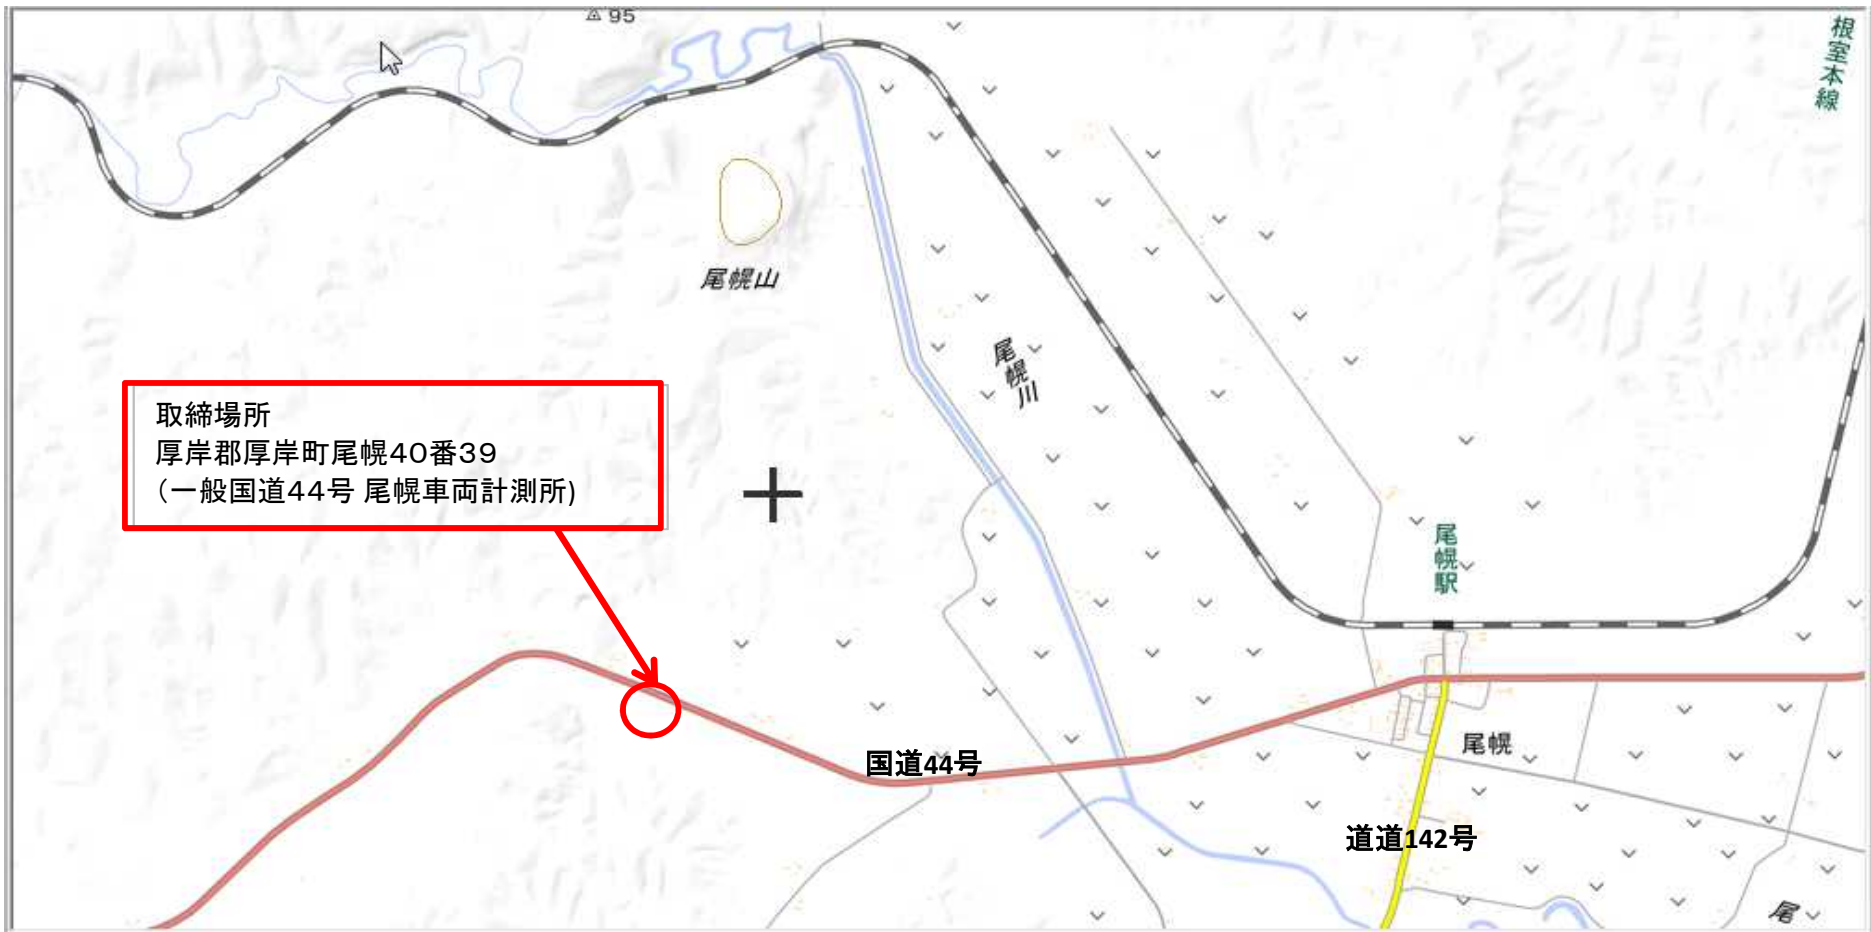 95
根室本線
尾幌山
尾幌川
取締場所
厚岸郡厚岸町尾幌40番39
（一般国道44号 尾幌車両計測所)
尾幌駅
国道44号
尾幌
道道142号
尾